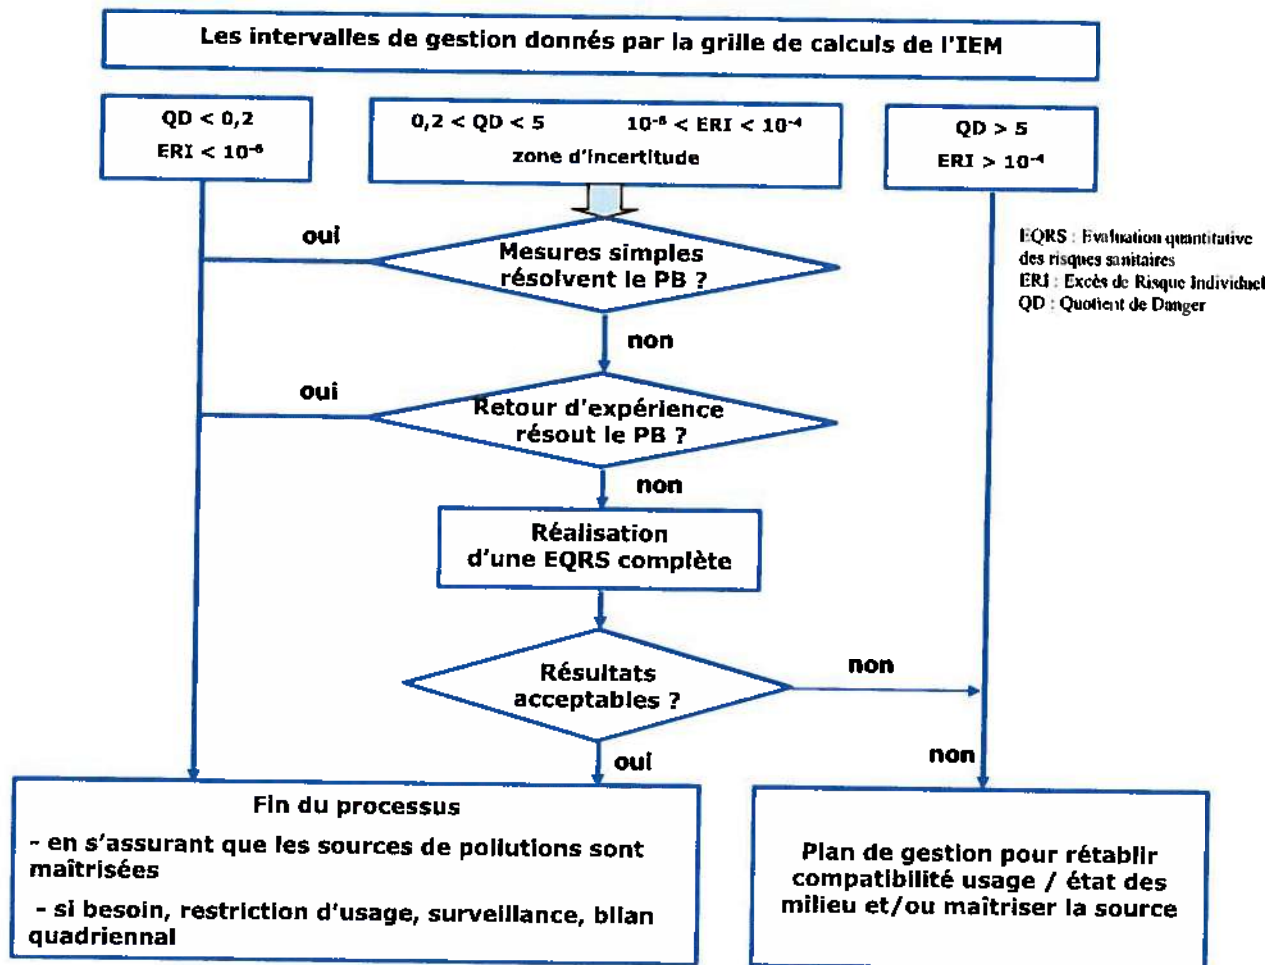 Les intervalles de gestion donnés par la grille de calculs de l'IEM
QD < 0,2
ERI < 10⁻⁶
0,2 < QD < 5 10⁻⁶ < ERI < 10⁻⁴
zone d'incertitude
QD > 5
ERI > 10⁻⁴
oui
Mesures simples
résolvent le PB ?
EQRS : Evaluation quantitative
des risques sanitaires
ERI : Excès de Risque Individuel
QD : Quotient de Danger
non
oui
Retour d'expérience
résout le PB ?
non
Réalisation
d'une EQRS complète
Résultats
acceptables ?
non
oui
non
Fin du processus
- en s'assurant que les sources de pollutions sont
maîtrisées
- si besoin, restriction d'usage, surveillance, bilan
quadriennal
Plan de gestion pour rétablir
compatibilité usage / état des
milieu et/ou maîtriser la source